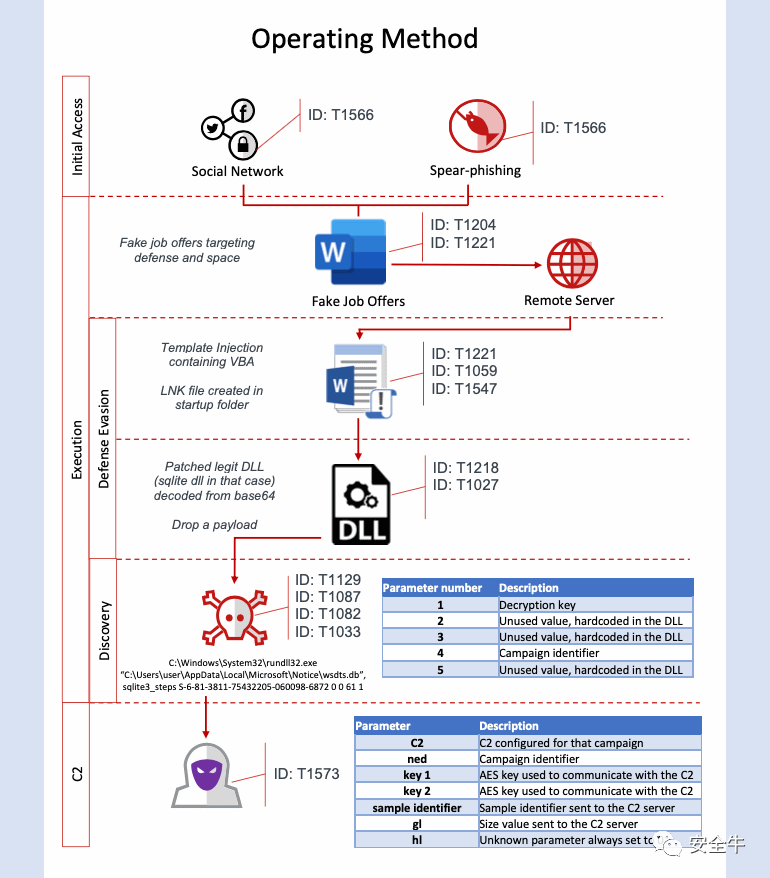 Operating Method
Initial Access
ID: T1566
ID: T1566
Social Network
Spear-phishing
Execution
Fake job offers targeting
defense and space
W
ID: T1204
ID: T1221
Fake Job Offers
Remote Server
Defense Evasion
Template Injection
containing VBA
LNK file created in
startup folder
W
ID: T1221
ID: T1059
ID: T1547
Patched legit DLL
(sqlite dll in that case)
decoded from base64
Drop a payload
DLL
ID: T1218
ID: T1027
Discovery
ID: T1129
ID: T1087
ID: T1082
ID: T1033
C:\Windows\System32\rundll32.exe
"C:\Users\user\AppData\Local\Microsoft\Notice\wsdts.db",
sqlite3_steps S-6-81-3811-75432205-060098-6872 0 0 61 1
Parameter number Description
1 Decryption key
2 Unused value, hardcoded in the DLL
3 Unused value, hardcoded in the DLL
4 Campaign identifier
5 Unused value, hardcoded in the DLL
C2
ID: T1573
Parameter Description
C2 C2 configured for that campaign
ned Campaign identifier
key 1 AES key used to communicate with the C2
key 2 AES key used to communicate with the C2
sample identifier Sample identifier sent to the C2 server
gl Size value sent to the C2 server
hl Unknown parameter always set to
安全牛